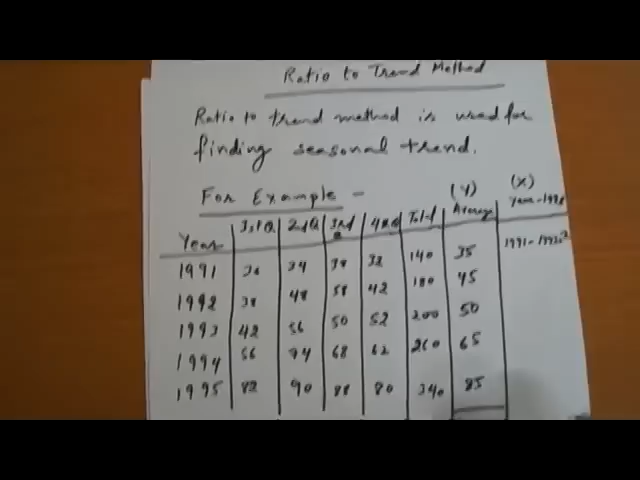 Ratio to Trend Method
Ratio to trend method is used for
finding seasonal trend.
For Example -
(Y) (X)
Year 1st Q 2nd Q 3rd Q 4th Q Total Average
1991 34 38 32 140 35
1992 38 48 42 180 45
1993 42 56 50 52 200 50
1994 56 74 68 62 260 65
1995 82 90 88 80 340 85